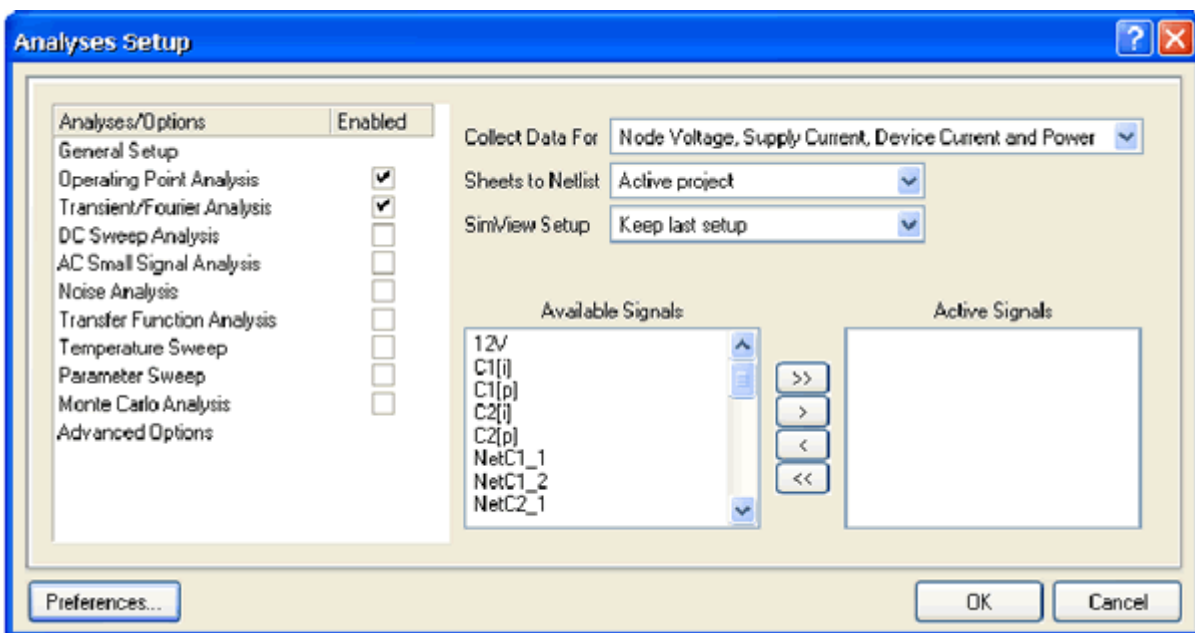 Analyses Setup
Analyses/Options Enabled
General Setup
Operating Point Analysis
Transient/Fourier Analysis
DC Sweep Analysis
AC Small Signal Analysis
Noise Analysis
Transfer Function Analysis
Temperature Sweep
Parameter Sweep
Monte Carlo Analysis
Advanced Options
Collect Data For Node Voltage, Supply Current, Device Current and Power
Sheets to Netlist Active project
SimView Setup Keep last setup
Available Signals
12V
C1[i]
C1[p]
C2[i]
C2[p]
NetC1_1
NetC1_2
NetC2_1
>>
>
<
<<
Active Signals
Preferences...
OK
Cancel